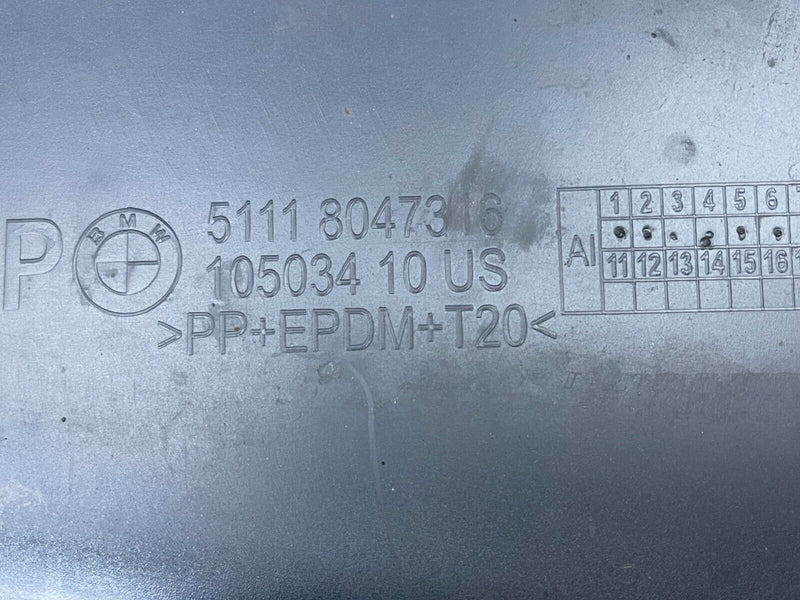 P BMW 5111 8047316
105034 10 US
>PP+EPDM+T20<
AI
1 2 3 4 5 6
11 12 13 14 15 16